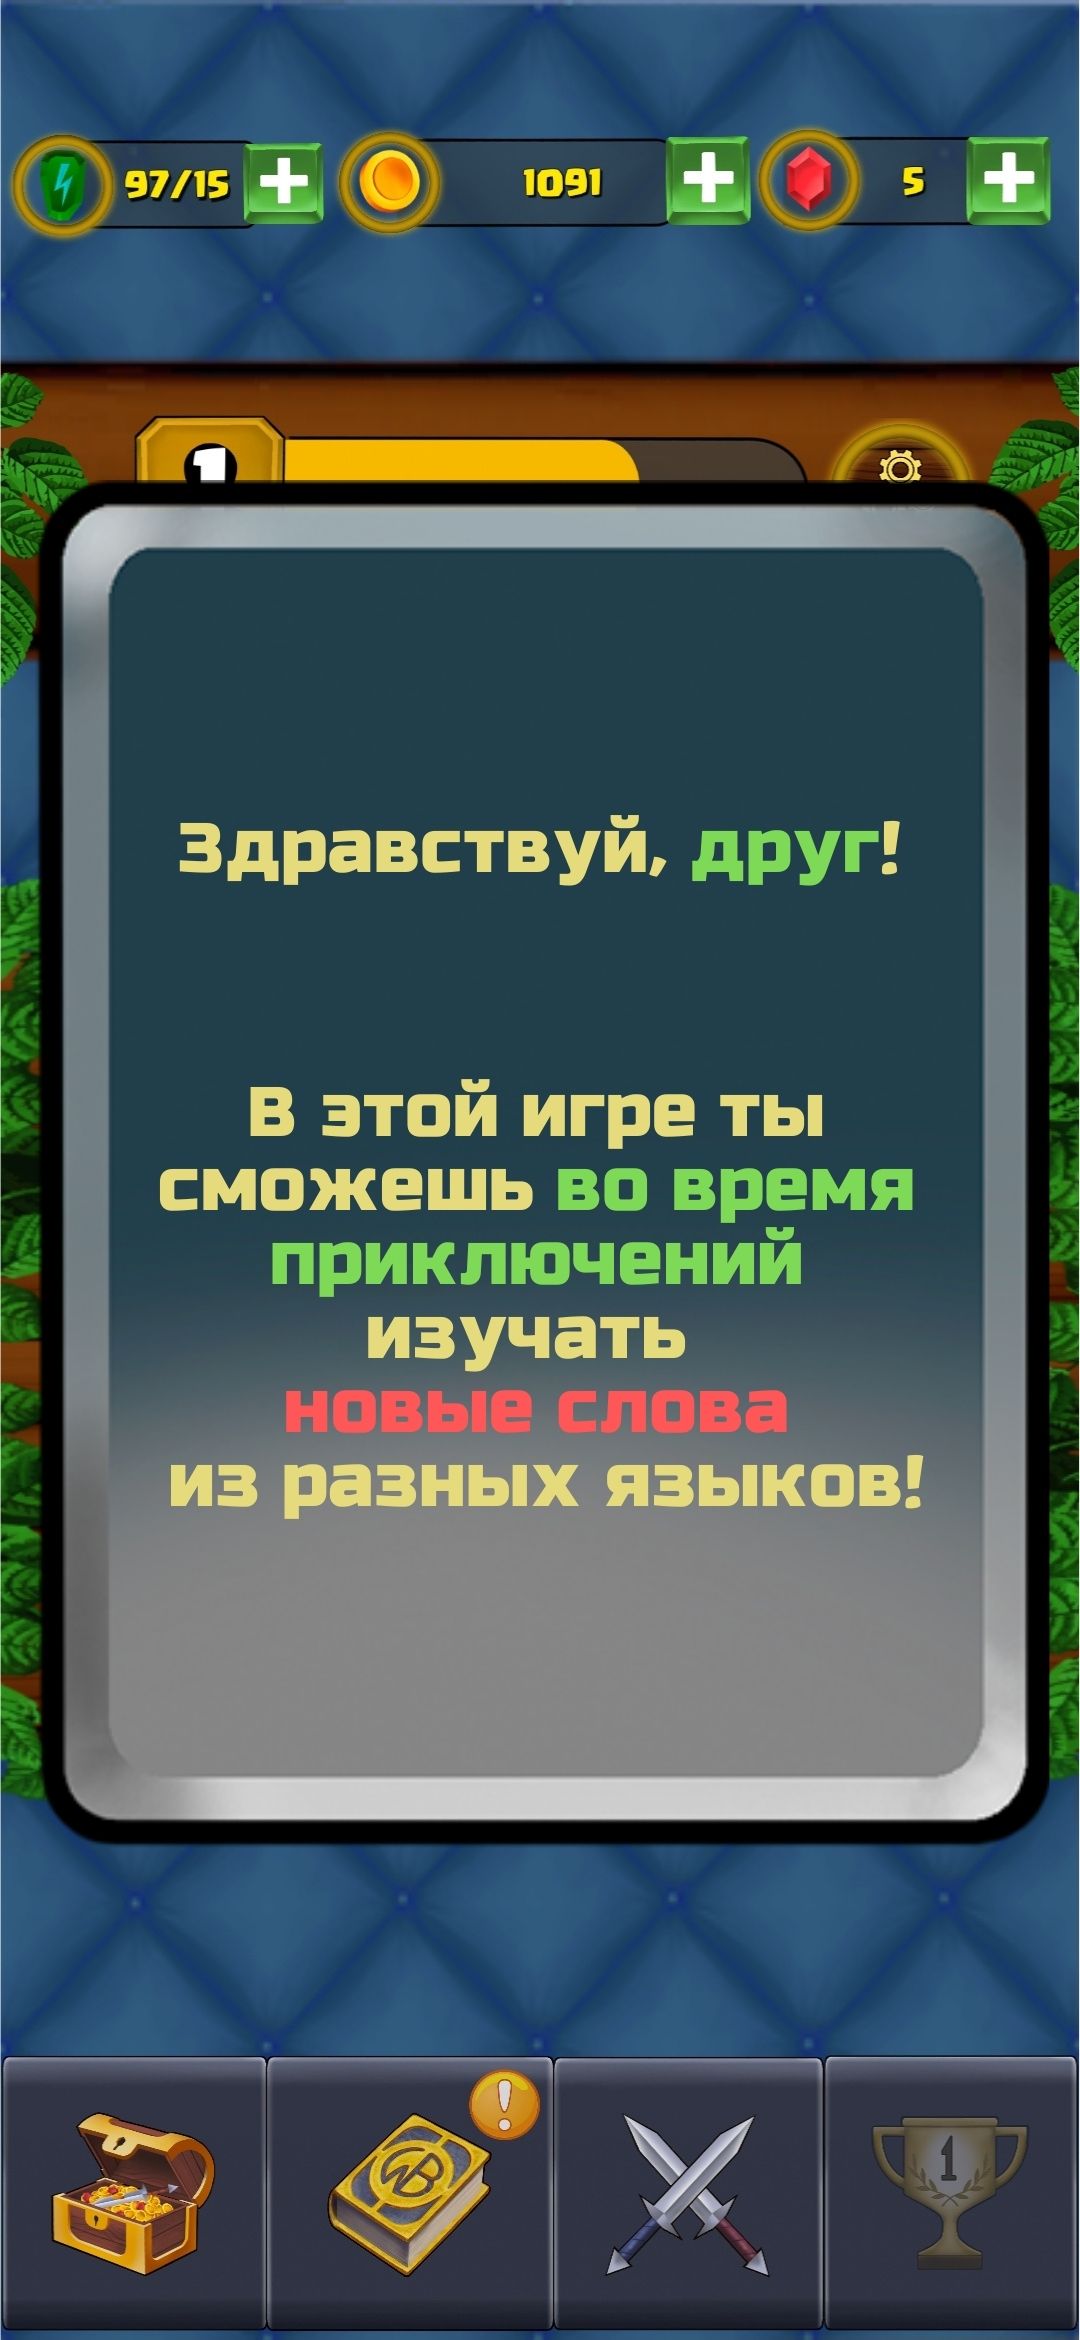 97/15 1091 5
1
Здравствуй, друг!
В этой игре ты
сможешь во время
приключений
изучать
новые слова
из разных языков!
WB !
1